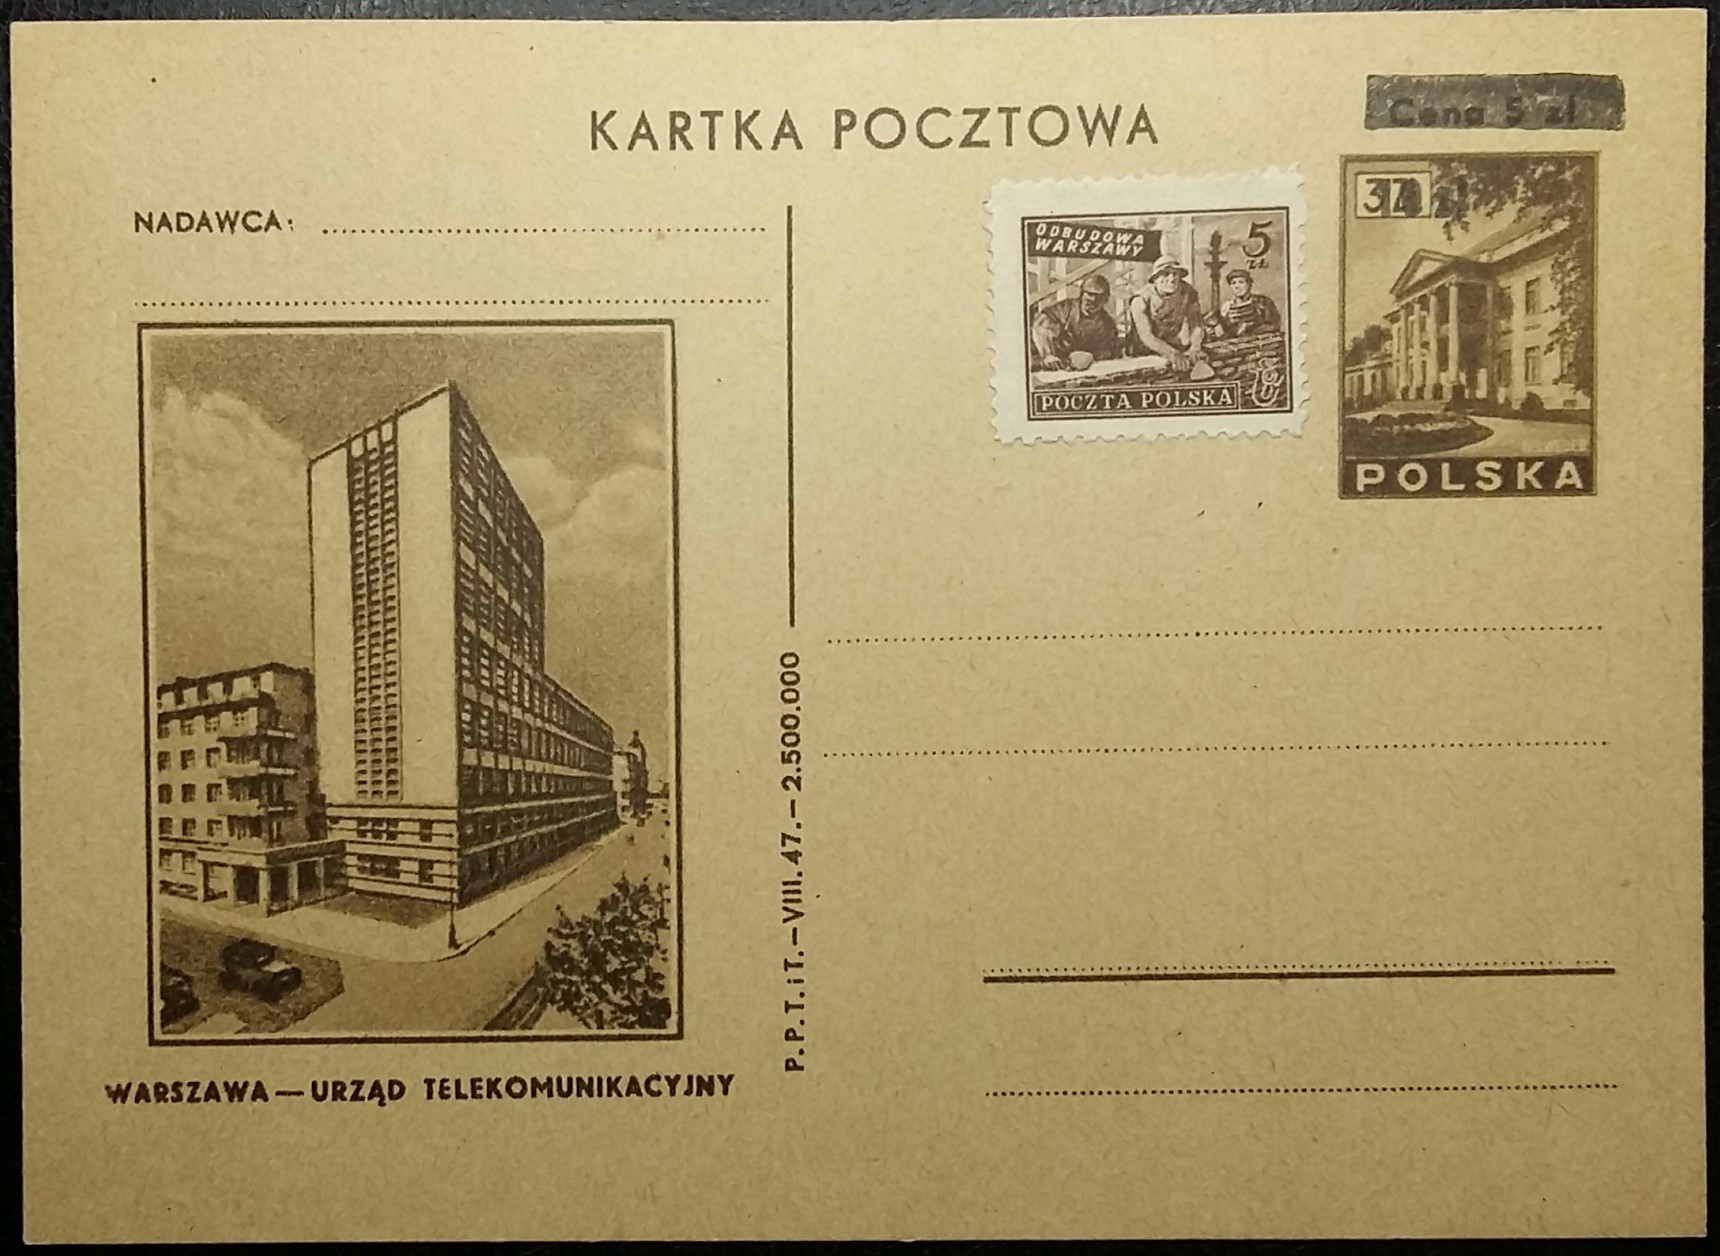 KARTKA POCZTOWA
Cena 5 zł
NADAWCA:
ODBUDOWA
WARSZAWY
5
ZŁ
POCZTA POLSKA
POLSKA
P.P.T.iT.–VIII.47.–2.500.000
WARSZAWA — URZĄD TELEKOMUNIKACYJNY